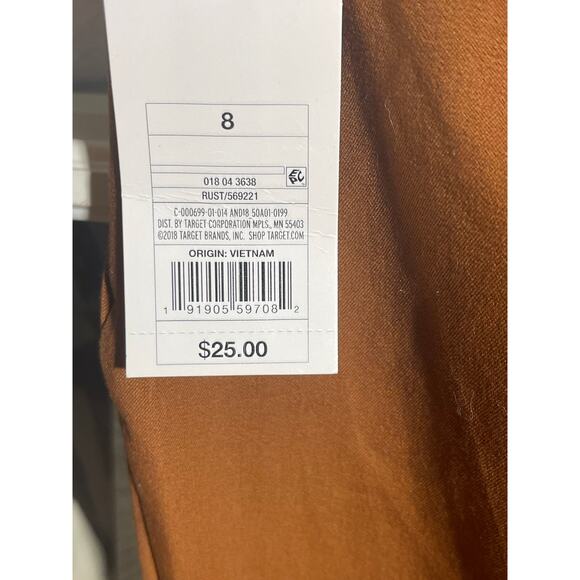 8
018 04 3638
EPC
RUST/569221
C-000699-01-014 AND18 50A01-0199
DIST. BY TARGET CORPORATION MPLS., MN 55403
©2018 TARGET BRANDS, INC. SHOP TARGET.COM
ORIGIN: VIETNAM
1 91905 59708 2
$25.00